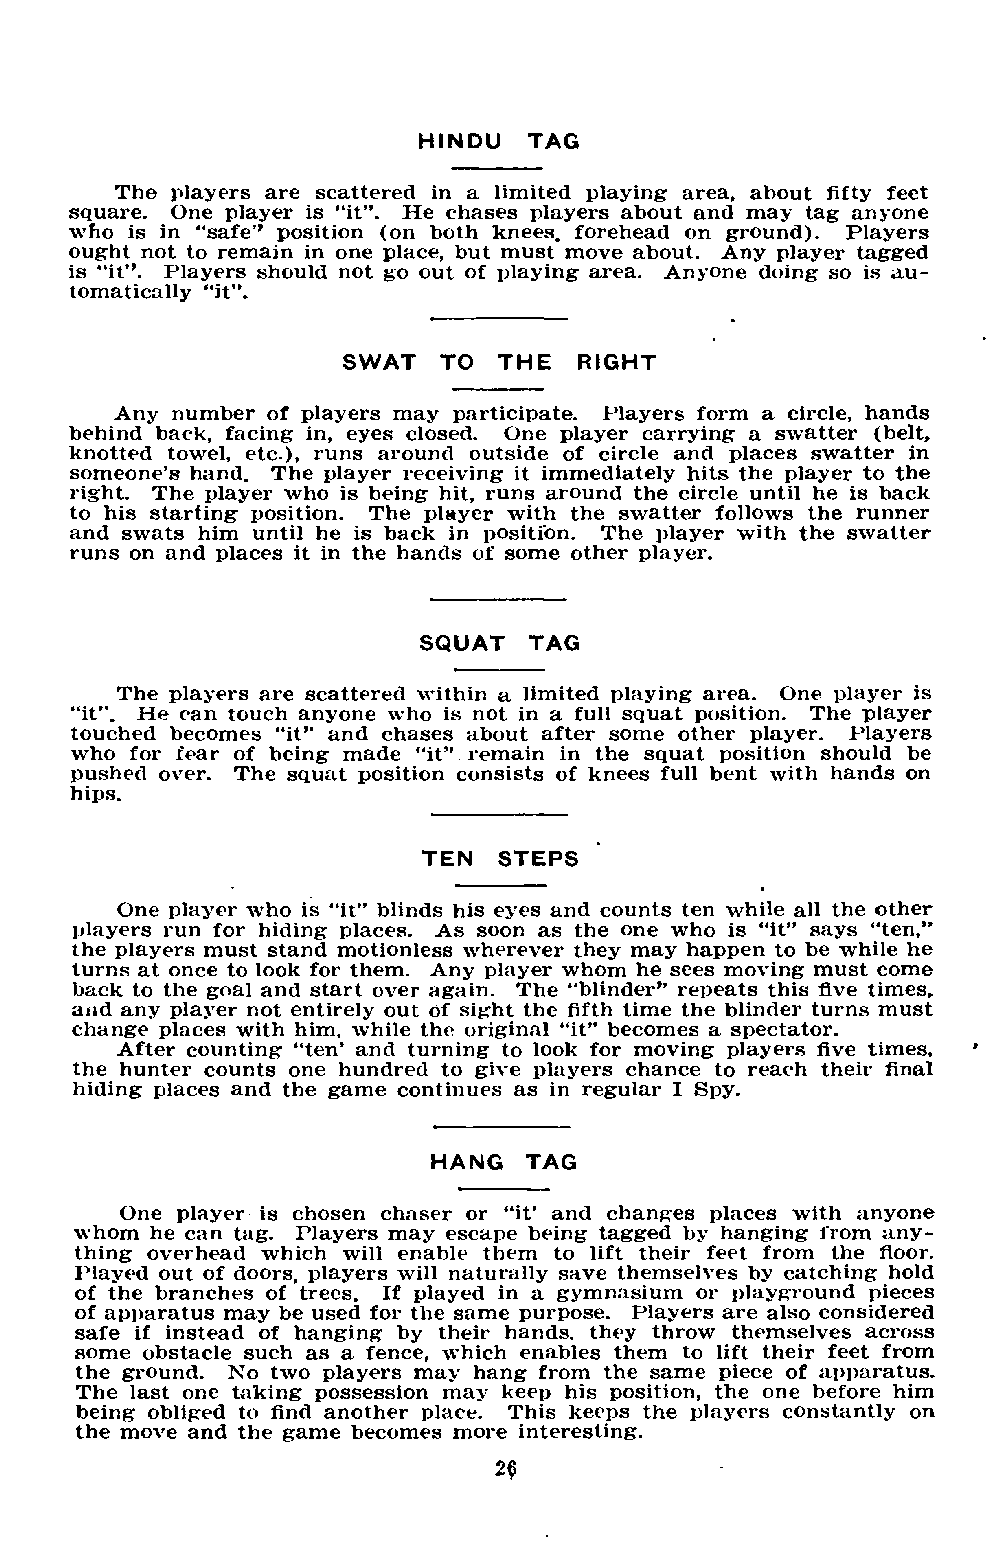 HINDU TAG
The players are scattered in a limited playing area, about fifty feet
square. One player is "it". He chases players about and may tag anyone
who is in "safe" position (on both knees, forehead on ground). Players
ought not to remain in one place, but must move about. Any player tagged
is "it". Players should not go out of playing area. Anyone doing so is au-
tomatically "it".
SWAT TO THE RIGHT
Any number of players may participate. Players form a circle, hands
behind back, facing in, eyes closed. One player carrying a swatter (belt,
knotted towel, etc.), runs around outside of circle and places swatter in
someone's hand. The player receiving it immediately hits the player to the
right. The player who is being hit, runs around the circle until he is back
to his starting position. The player with the swatter follows the runner
and swats him until he is back in position. The player with the swatter
runs on and places it in the hands of some other player.
SQUAT TAG
The players are scattered within a limited playing area. One player is
"it". He can touch anyone who is not in a full squat position. The player
touched becomes "it" and chases about after some other player. Players
who for fear of being made "it" remain in the squat position should be
pushed over. The squat position consists of knees full bent with hands on
hips.
TEN STEPS
One player who is "it" blinds his eyes and counts ten while all the other
players run for hiding places. As soon as the one who is "it" says "ten,"
the players must stand motionless wherever they may happen to be while he
turns at once to look for them. Any player whom he sees moving must come
back to the goal and start over again. The "blinder" repeats this five times,
and any player not entirely out of sight the fifth time the blinder turns must
change places with him, while the original "it" becomes a spectator.
After counting "ten' and turning to look for moving players five times,
the hunter counts one hundred to give players chance to reach their final
hiding places and the game continues as in regular I Spy.
HANG TAG
One player is chosen chaser or "it' and changes places with anyone
whom he can tag. Players may escape being tagged by hanging from any-
thing overhead which will enable them to lift their feet from the floor.
Played out of doors, players will naturally save themselves by catching hold
of the branches of trees. If played in a gymnasium or playground pieces
of apparatus may be used for the same purpose. Players are also considered
safe if instead of hanging by their hands, they throw themselves across
some obstacle such as a fence, which enables them to lift their feet from
the ground. No two players may hang from the same piece of apparatus.
The last one taking possession may keep his position, the one before him
being obliged to find another place. This keeps the players constantly on
the move and the game becomes more interesting.
26